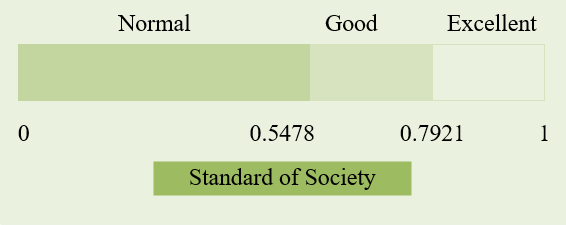 Normal Good Excellent
0 0.5478 0.7921 1
Standard of Society